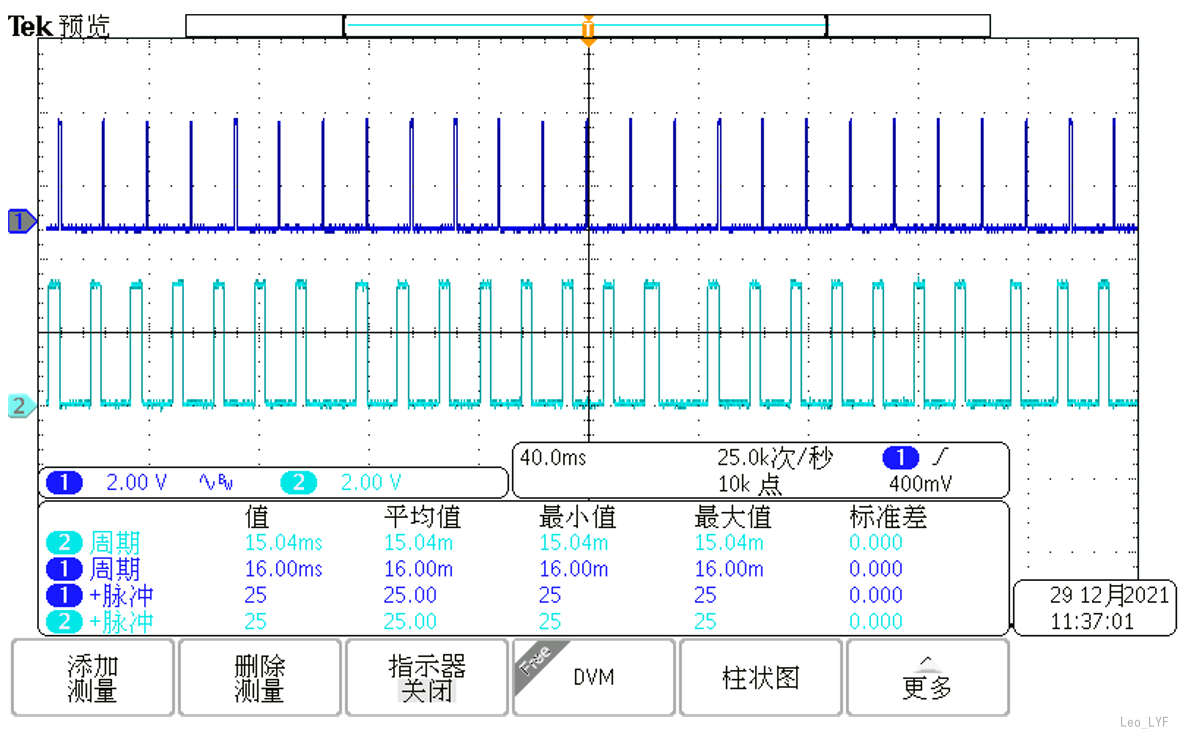 Tek 预览
T
1
2
1 2.00 V BW 2 2.00 V
40.0ms 25.0k次/秒 1
10k 点 400mV
值 平均值 最小值 最大值 标准差
2 周期 15.04ms 15.04m 15.04m 15.04m 0.000
1 周期 16.00ms 16.00m 16.00m 16.00m 0.000
1 +脉冲 25 25.00 25 25 0.000
2 +脉冲 25 25.00 25 25 0.000
29 12月2021
11:37:01
添加
测量
删除
测量
指示器
关闭
Free
DVM
柱状图
更多
Leo_LYF